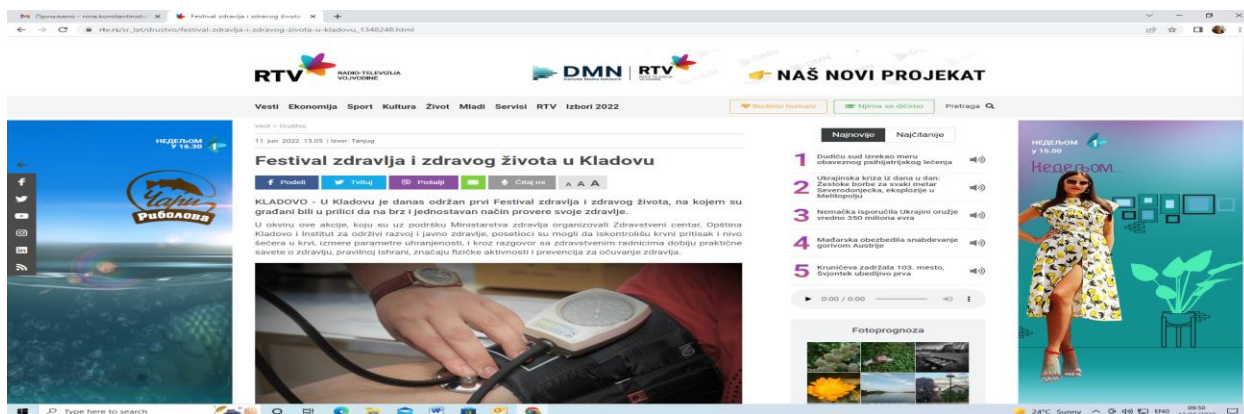 Festival zdravlja i zdravog života
rtv.rs/sr_lat/drustvo/festival-zdravlja-i-zdravog-zivota-u-kladovu_1348248.html
RTV
RADIO-TELEVIZIJA
VOJVODINE
DMN
RTV
NAŠ NOVI PROJEKAT
Vesti Ekonomija Sport Kultura Život Mladi Servisi RTV Izbori 2022
Budimo humani
Njima se dičimo
Pretraga
Vesti > Društvo
11. jun 2022. 13:05 | Izvor: Tanjug
Festival zdravlja i zdravog života u Kladovu
Podeli
Tvituj
Pošalji
Čitaj mi
A A A
KLADOVO - U Kladovu je danas održan prvi Festival zdravlja i zdravog života, na kojem su
građani bili u prilici da na brz i jednostavan način provere svoje zdravlje.
U okviru ove akcije, koju su uz podršku Ministarstva zdravlja organizovali Zdravstveni centar, Opština
Kladovo i Institut za održivi razvoj i javno zdravlje, posetioci su mogli da iskontrolišu krvni pritisak i nivo
šećera u krvi, izmere parametre uhranjenosti, i kroz razgovor sa zdravstvenim radnicima dobiju praktične
savete o zdravlju, pravilnoj ishrani, značaju fizičke aktivnosti i prevencija za očuvanje zdravlja.
Najnovije Najčitanije
1 Dudiću sud izrekao meru
obaveznog psihijatrijskog lečenja
2 Ukrajinska kriza iz dana u dan:
Žestoke borbe za svaki metar
Severodonjecka, eksplozije u
Melitopolju
3 Nemačka isporučila Ukrajini oružje
vredno 350 miliona evra
4 Mađarska obezbedila snabdevanje
gorivom Austrije
5 Krunićeva zadržala 103. mesto,
Svjontek ubedljivo prva
0:00 / 0:00
Fotoprognoza
НЕДЕЉОМ
у 16.30
Чари
Риболова
НЕДЕЉОМ
у 15.00
Недељом...
Type here to search
24°C Sunny
ENG
09:50